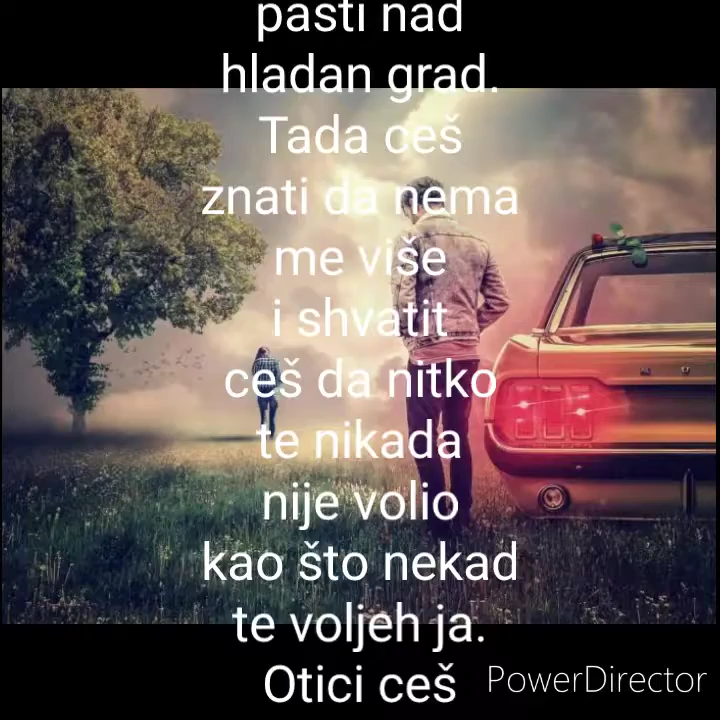 pasti nad
hladan grad.
Tada ceš
znati da nema
me više
i shvatit
ceš da nitko
te nikada
nije volio
kao što nekad
te voljeh ja.
Otici ceš
PowerDirector